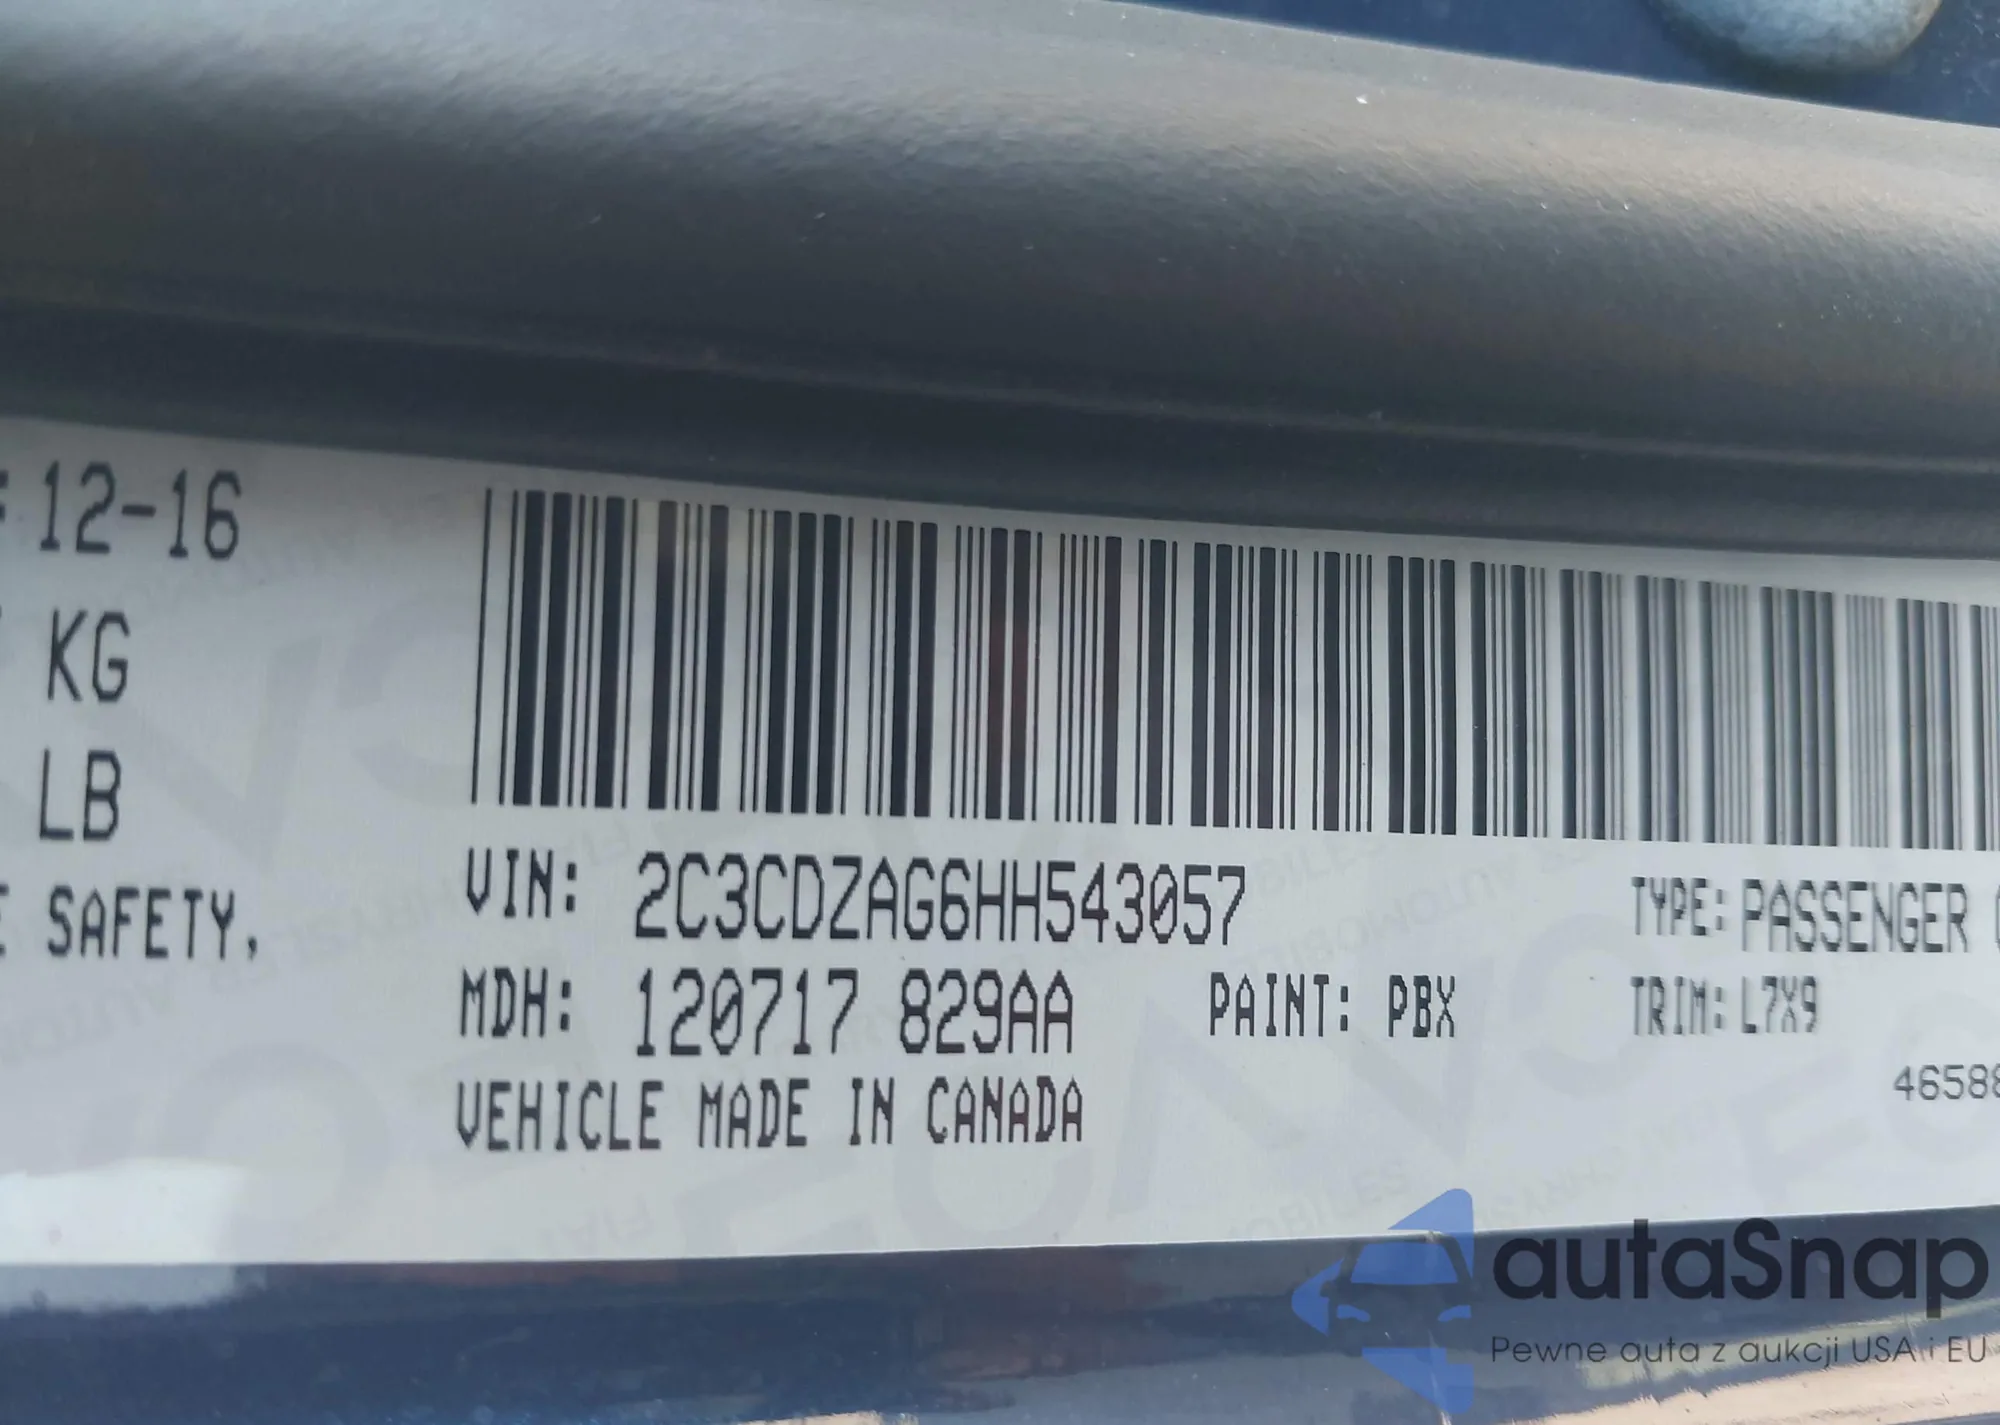 12-16
KG
LB
SAFETY,
VIN: 2C3CDZAG6HH543057
MDH: 120717 829AA
PAINT: PBX
VEHICLE MADE IN CANADA
TYPE: PASSENGER
TRIM: L7X9
46588
autaSnap
Pewne auta z aukcji USA i EU